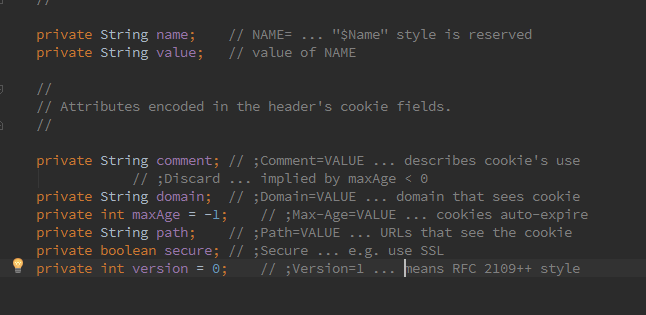 //
private String name;    // NAME= ... "$Name" style is reserved
private String value;   // value of NAME
//
// Attributes encoded in the header's cookie fields.
//
private String comment; // ;Comment=VALUE ... describes cookie's use
// ;Discard ... implied by maxAge < 0
private String domain;  // ;Domain=VALUE ... domain that sees cookie
private int maxAge = -1;    // ;Max-Age=VALUE ... cookies auto-expire
private String path;    // ;Path=VALUE ... URLs that see the cookie
private boolean secure; // ;Secure ... e.g. use SSL
private int version = 0;    // ;Version=1 ... means RFC 2109++ style